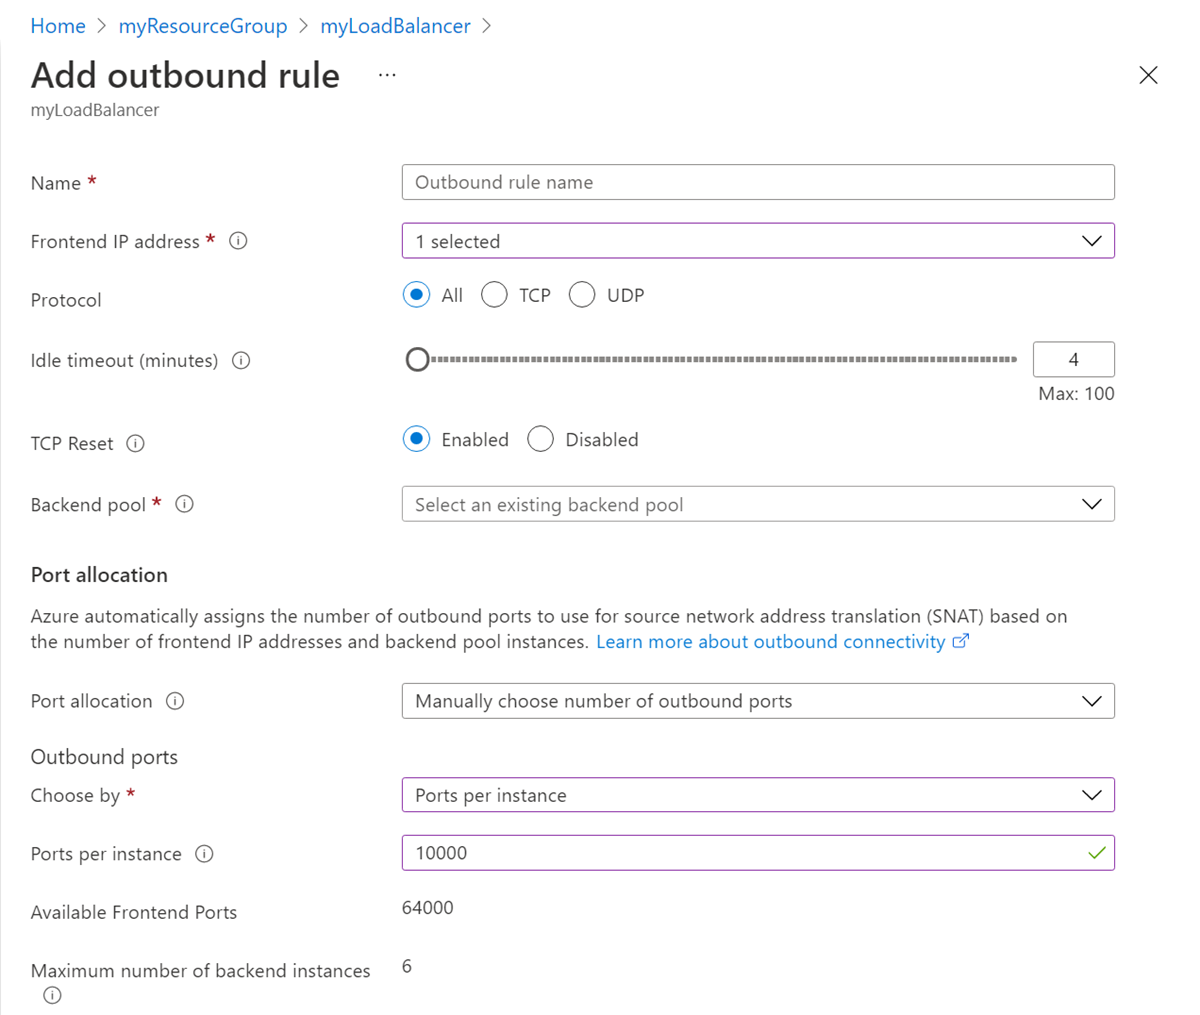 Home > myResourceGroup > myLoadBalancer >
Add outbound rule ...
myLoadBalancer
Name *
Outbound rule name
Frontend IP address *
1 selected
Protocol
All TCP UDP
Idle timeout (minutes)
4
Max: 100
TCP Reset
Enabled Disabled
Backend pool *
Select an existing backend pool
Port allocation
Azure automatically assigns the number of outbound ports to use for source network address translation (SNAT) based on
the number of frontend IP addresses and backend pool instances. Learn more about outbound connectivity
Port allocation
Manually choose number of outbound ports
Outbound ports
Choose by *
Ports per instance
Ports per instance
10000
Available Frontend Ports
64000
Maximum number of backend instances
6